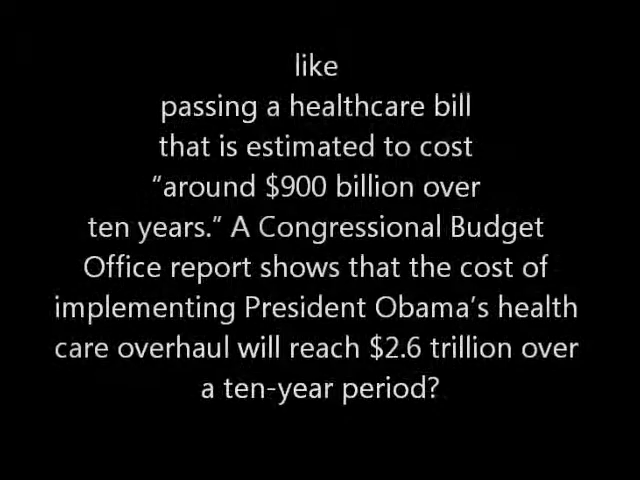 like
passing a healthcare bill
that is estimated to cost
“around $900 billion over
ten years.” A Congressional Budget
Office report shows that the cost of
implementing President Obama’s health
care overhaul will reach $2.6 trillion over
a ten-year period?